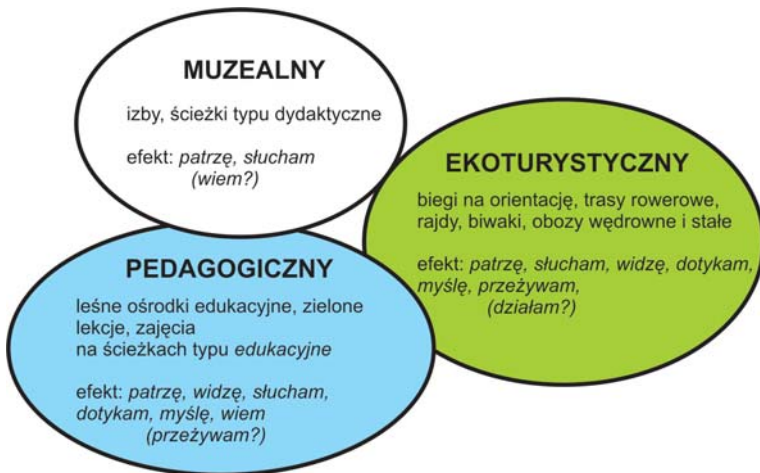 MUZEALNY
izby, ścieżki typu dydaktyczne
efekt: patrzę, słucham
(wiem?)
EKOTURYSTYCZNY
biegi na orientację, trasy rowerowe,
rajdy, biwaki, obozy wędrowne i stałe
efekt: patrzę, słucham, widzę, dotykam,
myślę, przeżywam,
(działam?)
PEDAGOGICZNY
leśne ośrodki edukacyjne, zielone
lekcje, zajęcia
na ścieżkach typu edukacyjne
efekt: patrzę, widzę, słucham,
dotykam, myślę, wiem
(przeżywam?)